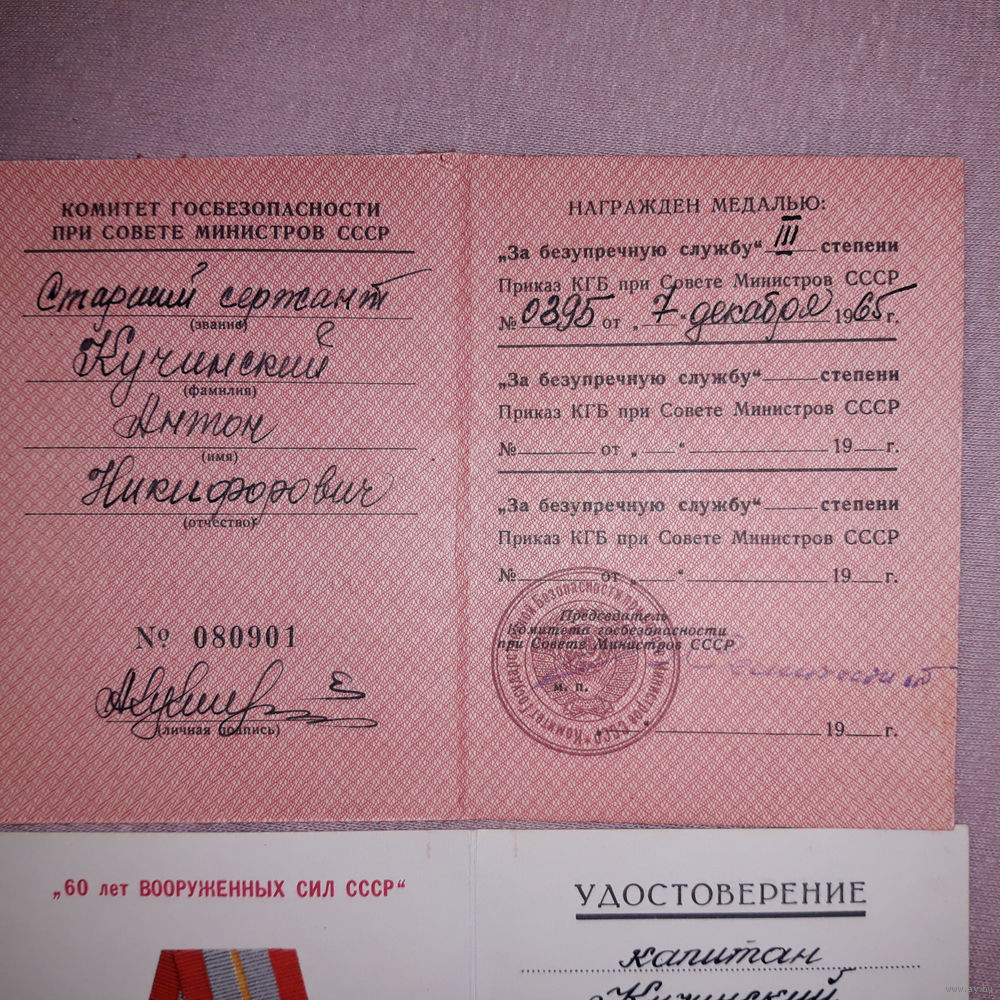 КОМИТЕТ ГОСБЕЗОПАСНОСТИ
ПРИ СОВЕТЕ МИНИСТРОВ СССР
Старший сержант
(звание)
Кучинский
(фамилия)
Антон
(имя)
Никифорович
(отчество)
№ 080901
(личная подпись)
НАГРАЖДЕН МЕДАЛЬЮ:
„За безупречную службу“ III степени
Приказ КГБ при Совете Министров СССР
№ 0395 от „ 7 “ декабря 1965 г.
„За безупречную службу“ степени
Приказ КГБ при Совете Министров СССР
№ от „ “ 19 г.
„За безупречную службу“ степени
Приказ КГБ при Совете Министров СССР
№ от „ “ 19 г.
Председатель
Комитета госбезопасности
при Совете Министров СССР
м. п.
19 г.
„60 лет ВООРУЖЕННЫХ СИЛ СССР“
УДОСТОВЕРЕНИЕ
капитан
Кучинский